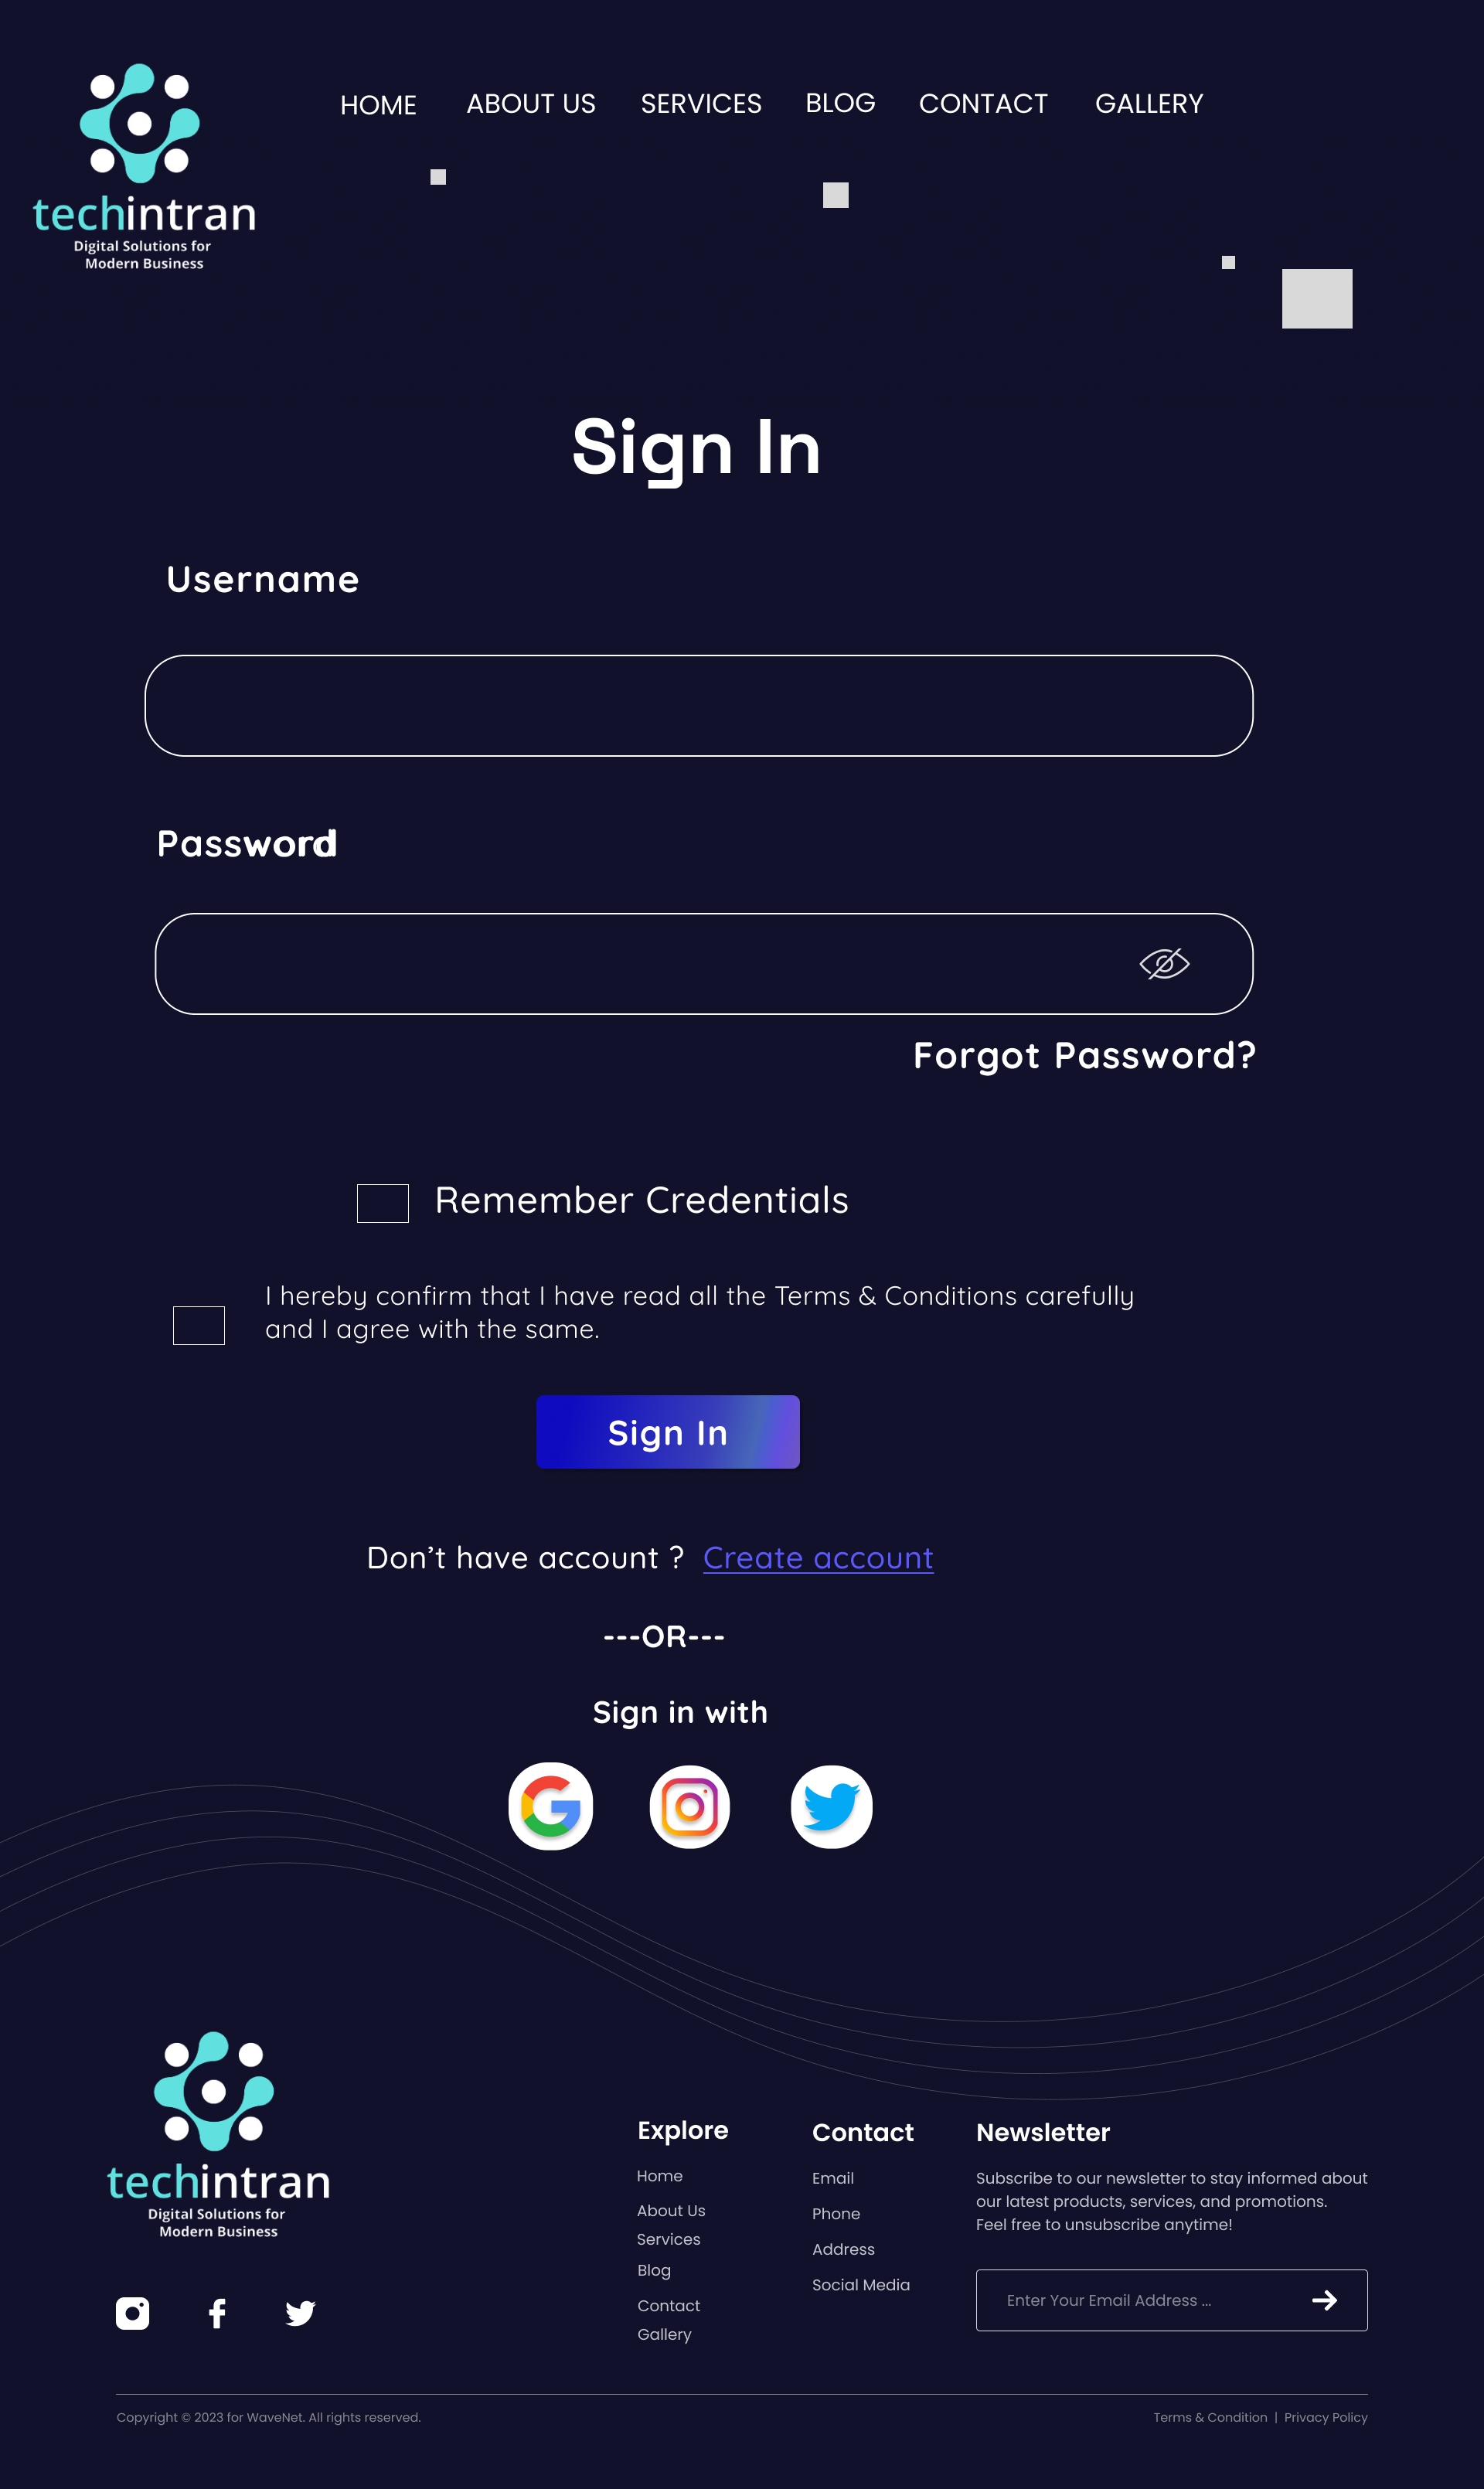 HOME ABOUT US SERVICES BLOG CONTACT GALLERY
techintran
Digital Solutions for
Modern Business
Sign In
Username
Password
Forgot Password?
Remember Credentials
I hereby confirm that I have read all the Terms & Conditions carefully
and I agree with the same.
Sign In
Don’t have account ? Create account
---OR---
Sign in with
techintran
Digital Solutions for
Modern Business
Explore
Home
About Us
Services
Blog
Contact
Gallery
Contact
Email
Phone
Address
Social Media
Newsletter
Subscribe to our newsletter to stay informed about
our latest products, services, and promotions.
Feel free to unsubscribe anytime!
Enter Your Email Address ...
Copyright © 2023 for WaveNet. All rights reserved.
Terms & Condition | Privacy Policy